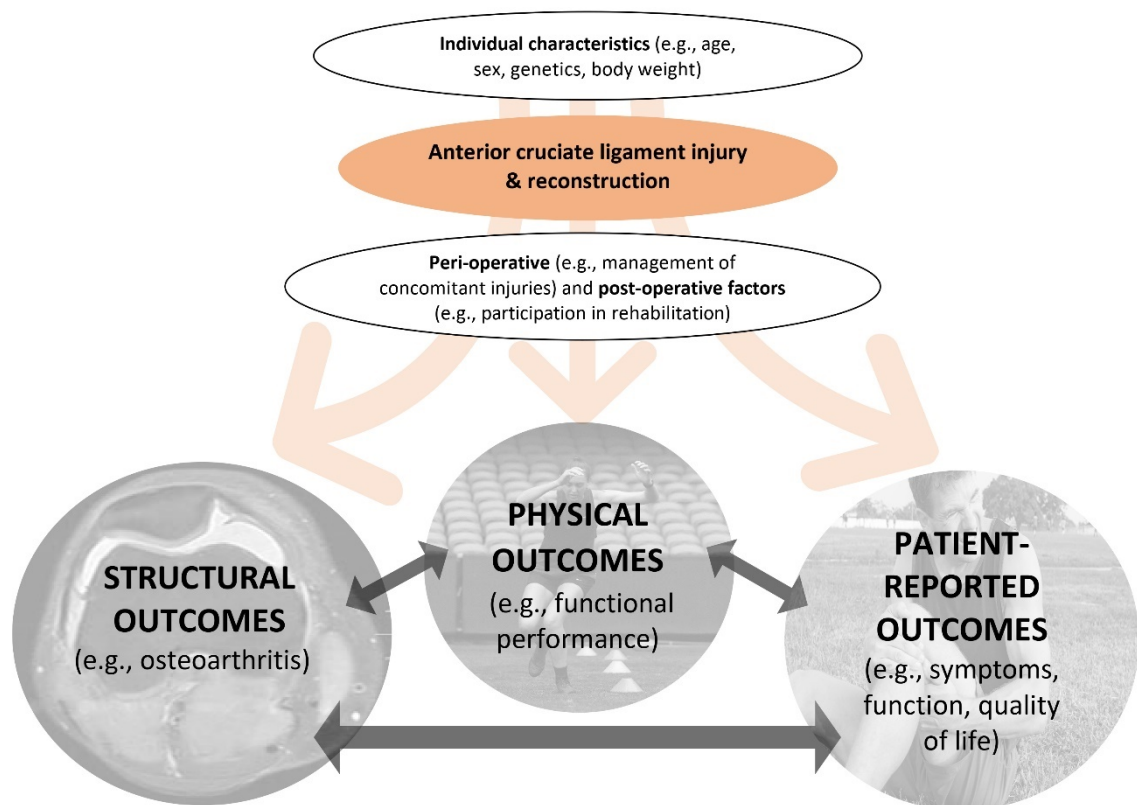 Individual characteristics (e.g., age,
sex, genetics, body weight)
Anterior cruciate ligament injury
& reconstruction
Peri-operative (e.g., management of
concomitant injuries) and post-operative factors
(e.g., participation in rehabilitation)
STRUCTURAL
OUTCOMES
(e.g., osteoarthritis)
PHYSICAL
OUTCOMES
(e.g., functional
performance)
PATIENT-
REPORTED
OUTCOMES
(e.g., symptoms,
function, quality
of life)